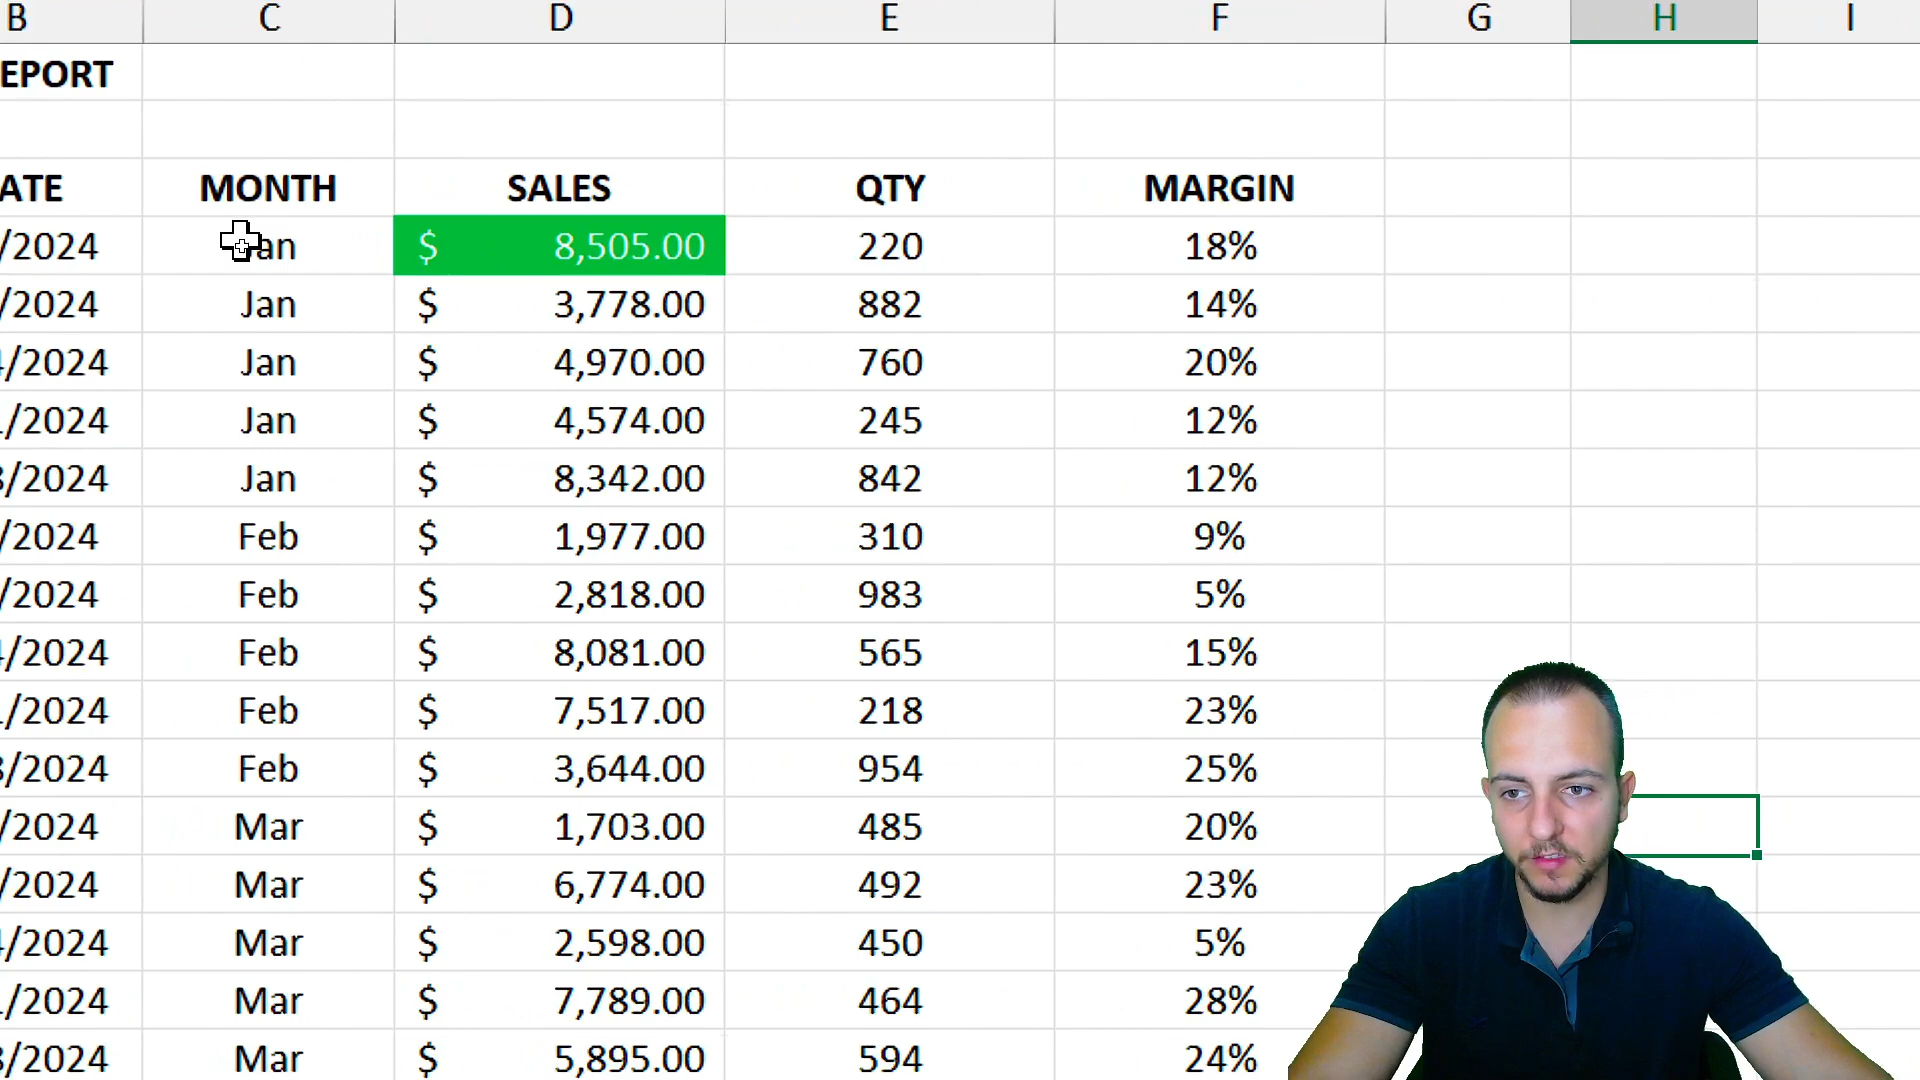 B C D E F G H I
EPORT
ATE MONTH SALES QTY MARGIN
/2024 Jan $ 8,505.00 220 18%
/2024 Jan $ 3,778.00 882 14%
/2024 Jan $ 4,970.00 760 20%
/2024 Jan $ 4,574.00 245 12%
/2024 Jan $ 8,342.00 842 12%
/2024 Feb $ 1,977.00 310 9%
/2024 Feb $ 2,818.00 983 5%
/2024 Feb $ 8,081.00 565 15%
/2024 Feb $ 7,517.00 218 23%
/2024 Feb $ 3,644.00 954 25%
/2024 Mar $ 1,703.00 485 20%
/2024 Mar $ 6,774.00 492 23%
/2024 Mar $ 2,598.00 450 5%
/2024 Mar $ 7,789.00 464 28%
/2024 Mar $ 5,895.00 594 24%